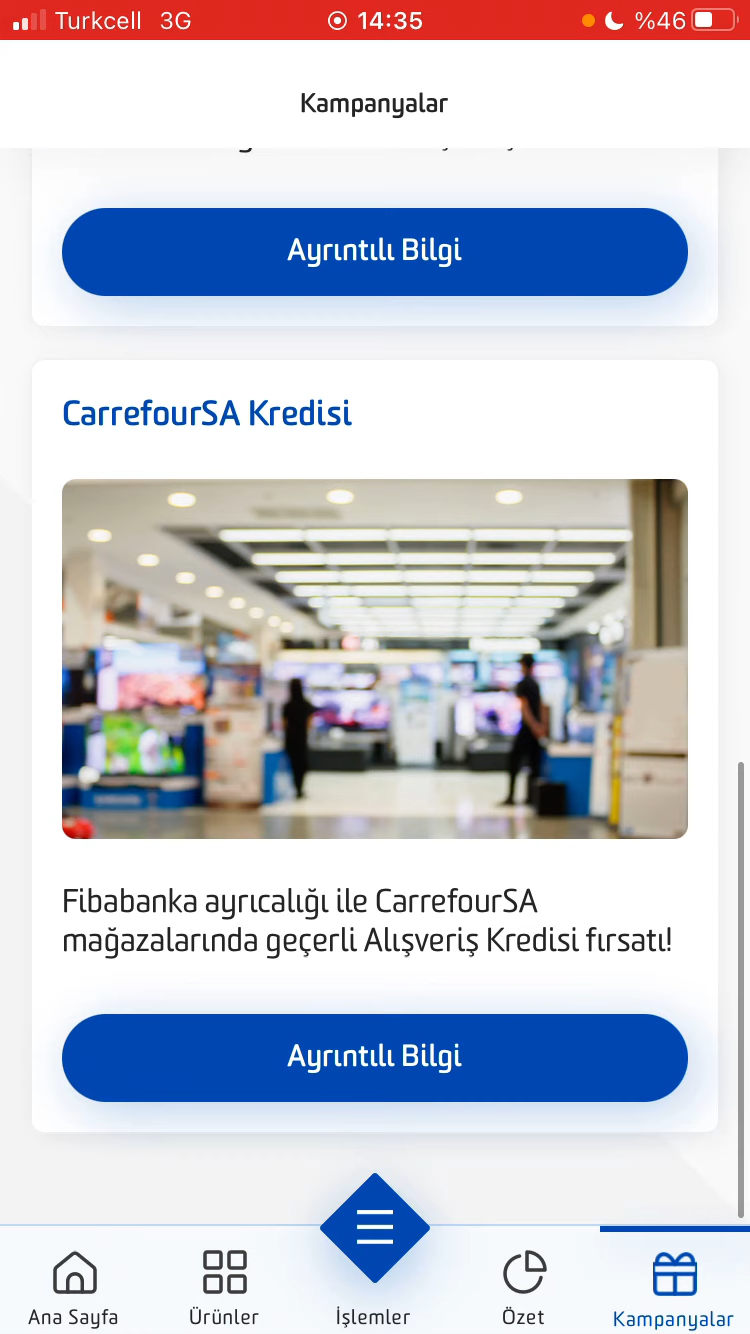 Turkcell 3G 14:35 %46
Kampanyalar
Ayrıntılı Bilgi
CarrefourSA Kredisi
Fibabanka ayrıcalığı ile CarrefourSA
mağazalarında geçerli Alışveriş Kredisi fırsatı!
Ayrıntılı Bilgi
Ana Sayfa
Ürünler
İşlemler
Özet
Kampanyalar